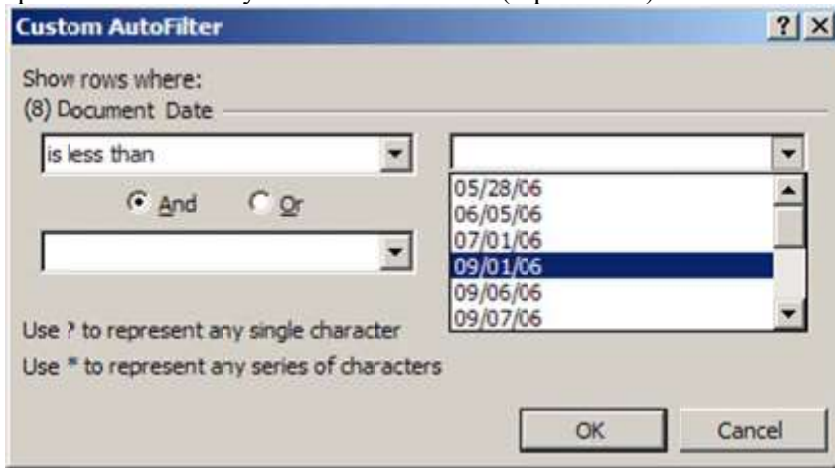 Custom AutoFilter
Show rows where:
(8) Document Date
is less than
And Or
05/28/06
06/05/06
07/01/06
09/01/06
09/06/06
09/07/06
Use ? to represent any single character
Use * to represent any series of characters
OK Cancel